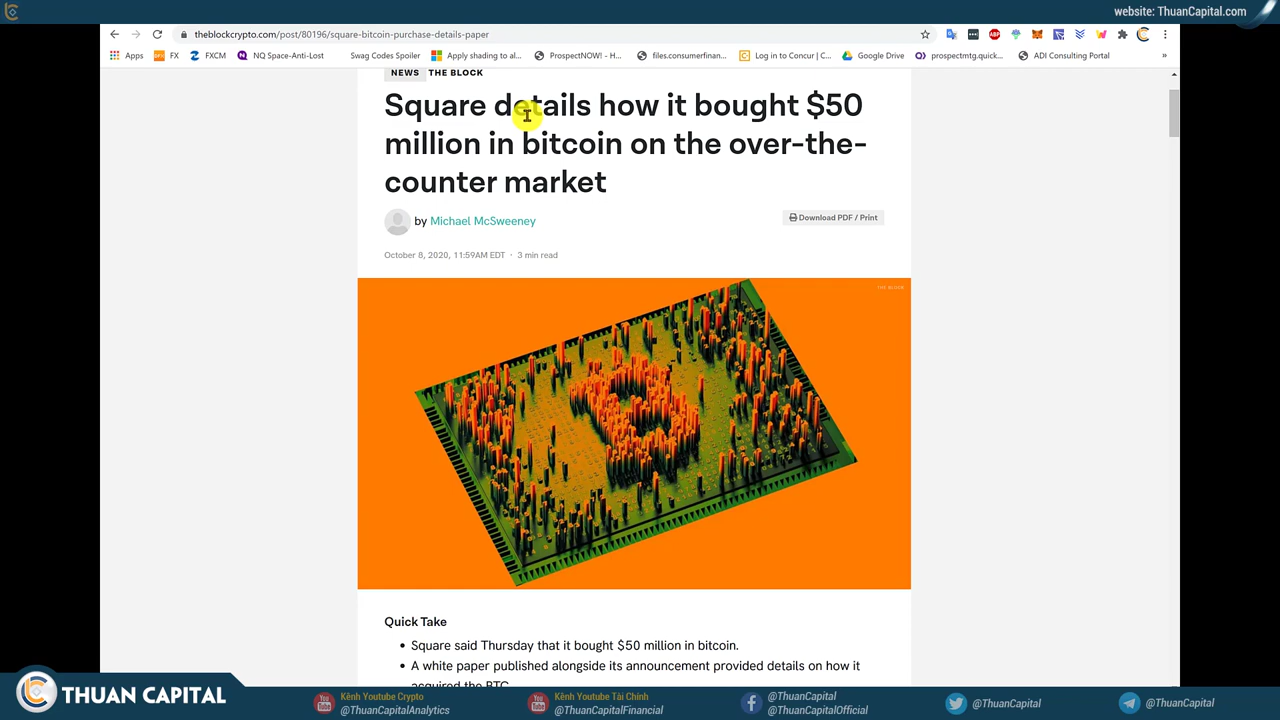 website: ThuanCapital.com
theblockcrypto.com/post/80196/square-bitcoin-purchase-details-paper
Apps FX FXCM NQ Space-Anti-Lost Swag Codes Spoiler Apply shading to al... ProspectNOW! – H... files.consumerfinan... Log in to Concur | C... Google Drive prospectmtg.quick... ADI Consulting Portal »
NEWS THE BLOCK
Square details how it bought $50
million in bitcoin on the over-the-
counter market
by Michael McSweeney
Download PDF / Print
October 8, 2020, 11:59AM EDT · 3 min read
THE BLOCK
Quick Take
• Square said Thursday that it bought $50 million in bitcoin.
• A white paper published alongside its announcement provided details on how it
acquired the BTC.
THUAN CAPITAL
Kênh Youtube Crypto
@ThuanCapitalAnalytics
Kênh Youtube Tài Chính
@ThuanCapitalFinancial
@ThuanCapital
@ThuanCapitalOfficial
@ThuanCapital
@ThuanCapital